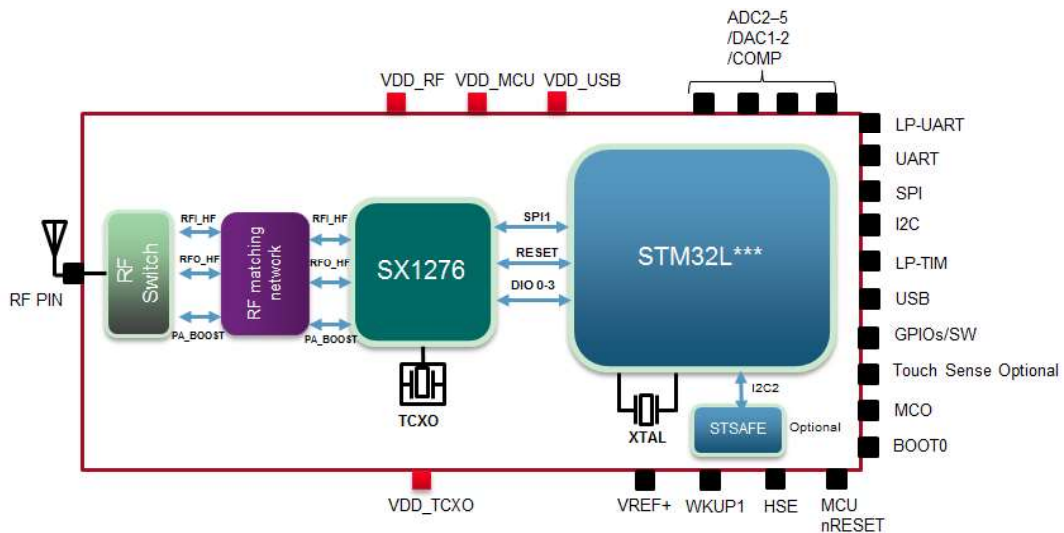 ADC2–5
/DAC1-2
/COMP
VDD_RF
VDD_MCU
VDD_USB
LP-UART
UART
SPI
I2C
LP-TIM
USB
GPIOs/SW
Touch Sense Optional
MCO
BOOT0
RF PIN
RF
Switch
RFI_HF
RFO_HF
PA_BOOST
RF matching
network
RFI_HF
RFO_HF
PA_BOOST
SX1276
TCXO
SPI1
RESET
DIO 0-3
STM32L***
XTAL
I2C2
STSAFE
Optional
VDD_TCXO
VREF+
WKUP1
HSE
MCU
nRESET